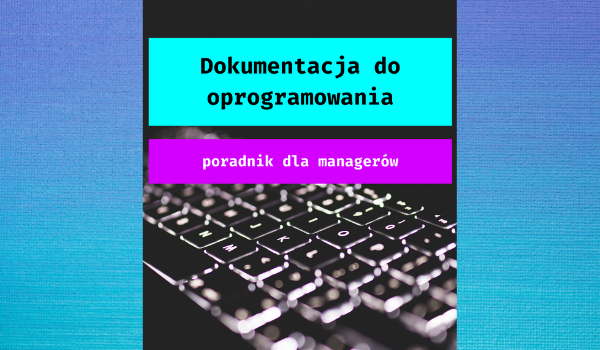 Dokumentacja do
oprogramowania
poradnik dla managerów
I O
J
N M K